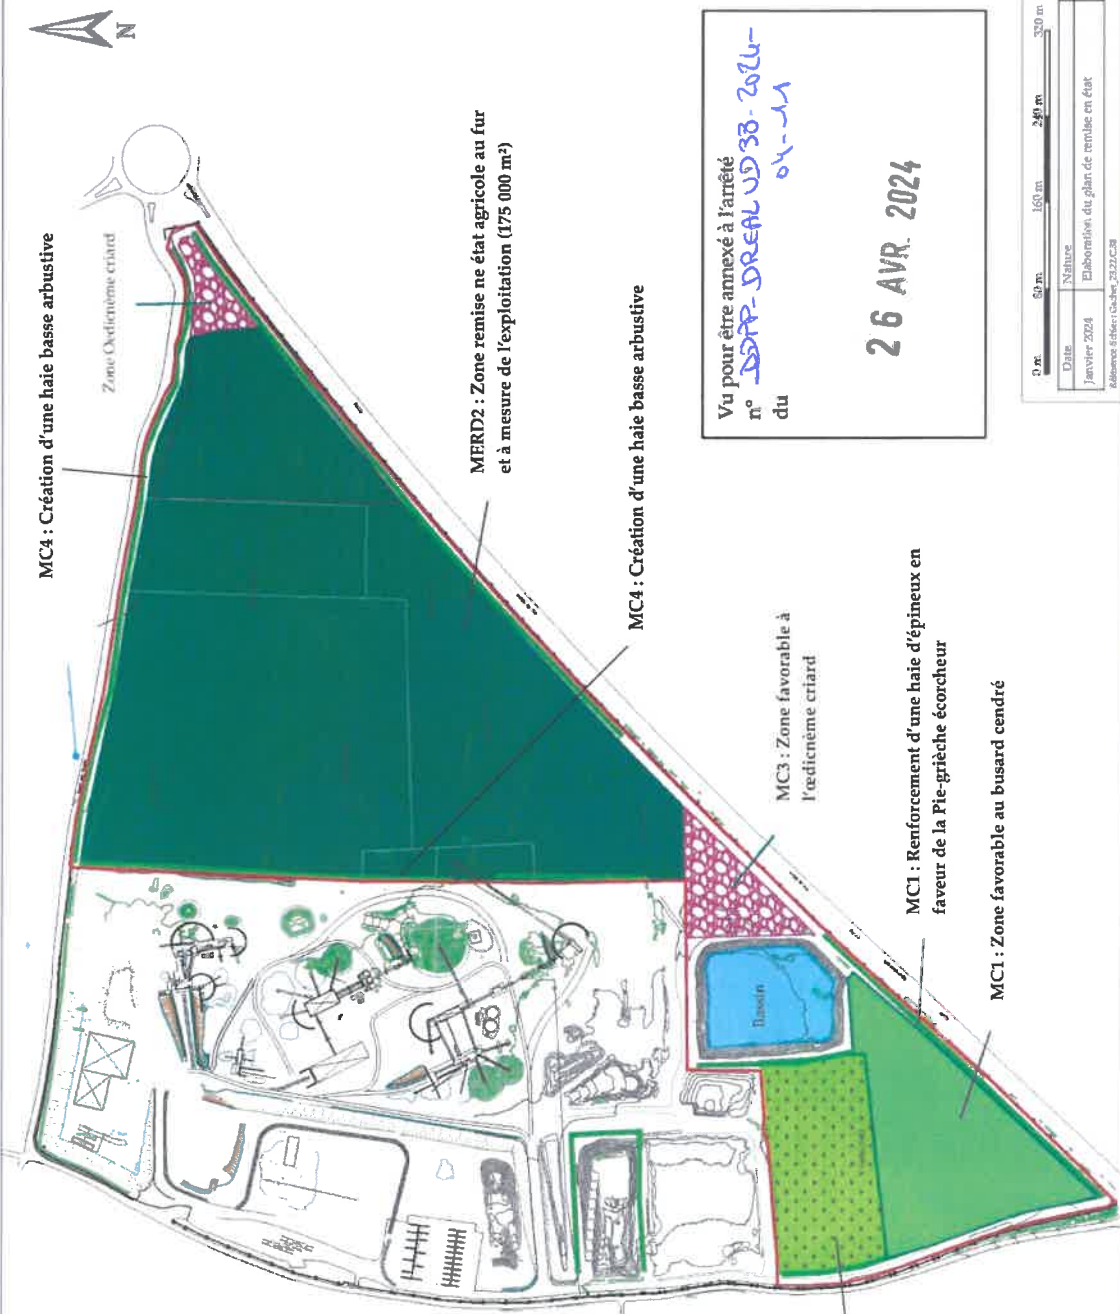 N
MC4 : Création d'une haie basse arbustive
Zone Oedicnème criard
MERD2 : Zone remise ne état agricole au fur
et à mesure de l'exploitation (175 000 m²)
MC4 : Création d'une haie basse arbustive
MC3 : Zone favorable à
l'œdicnème criard
MC1 : Renforcement d'une haie d'épineux en
faveur de la Pie-grièche écorcheur
MC1 : Zone favorable au busard cendré
Bassin
Vu pour être annexé à l'arrêté
n° DDPP-DREAL UD38-2024-
04-11
du
26 AVR. 2024
0 m 80 m 160 m 240 m 320 m
Date Nature
Janvier 2024 Elaboration du plan de remise en état